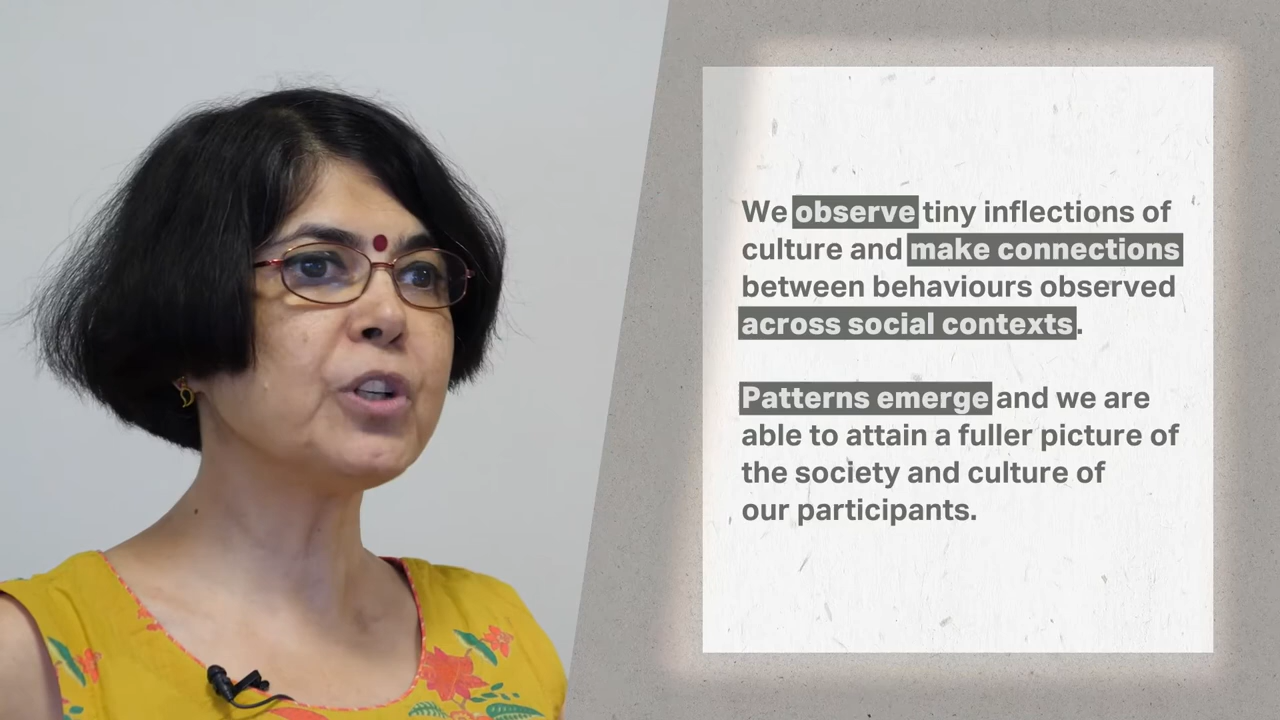 We observe tiny inflections of
culture and make connections
between behaviours observed
across social contexts.
Patterns emerge and we are
able to attain a fuller picture of
the society and culture of
our participants.